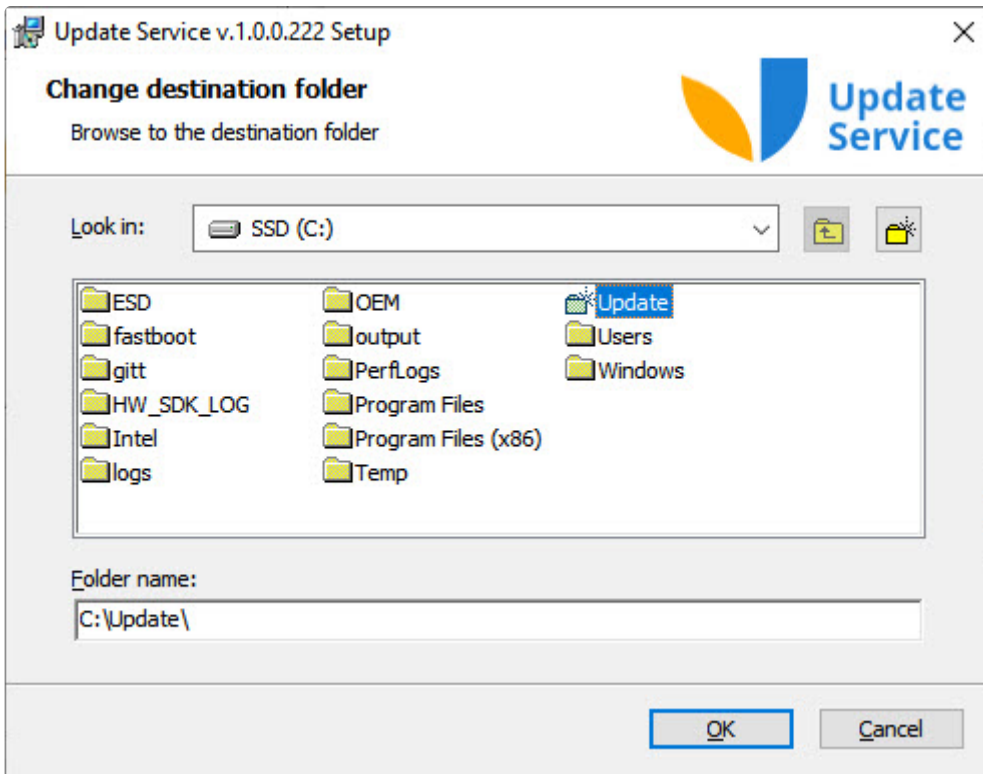 Update Service v.1.0.0.222 Setup
Change destination folder
Browse to the destination folder
Update
Service
Look in:
SSD (C:)
ESD
fastboot
gitt
HW_SDK_LOG
Intel
logs
OEM
output
PerfLogs
Program Files
Program Files (x86)
Temp
Update
Users
Windows
Folder name:
C:\Update\
OK
Cancel